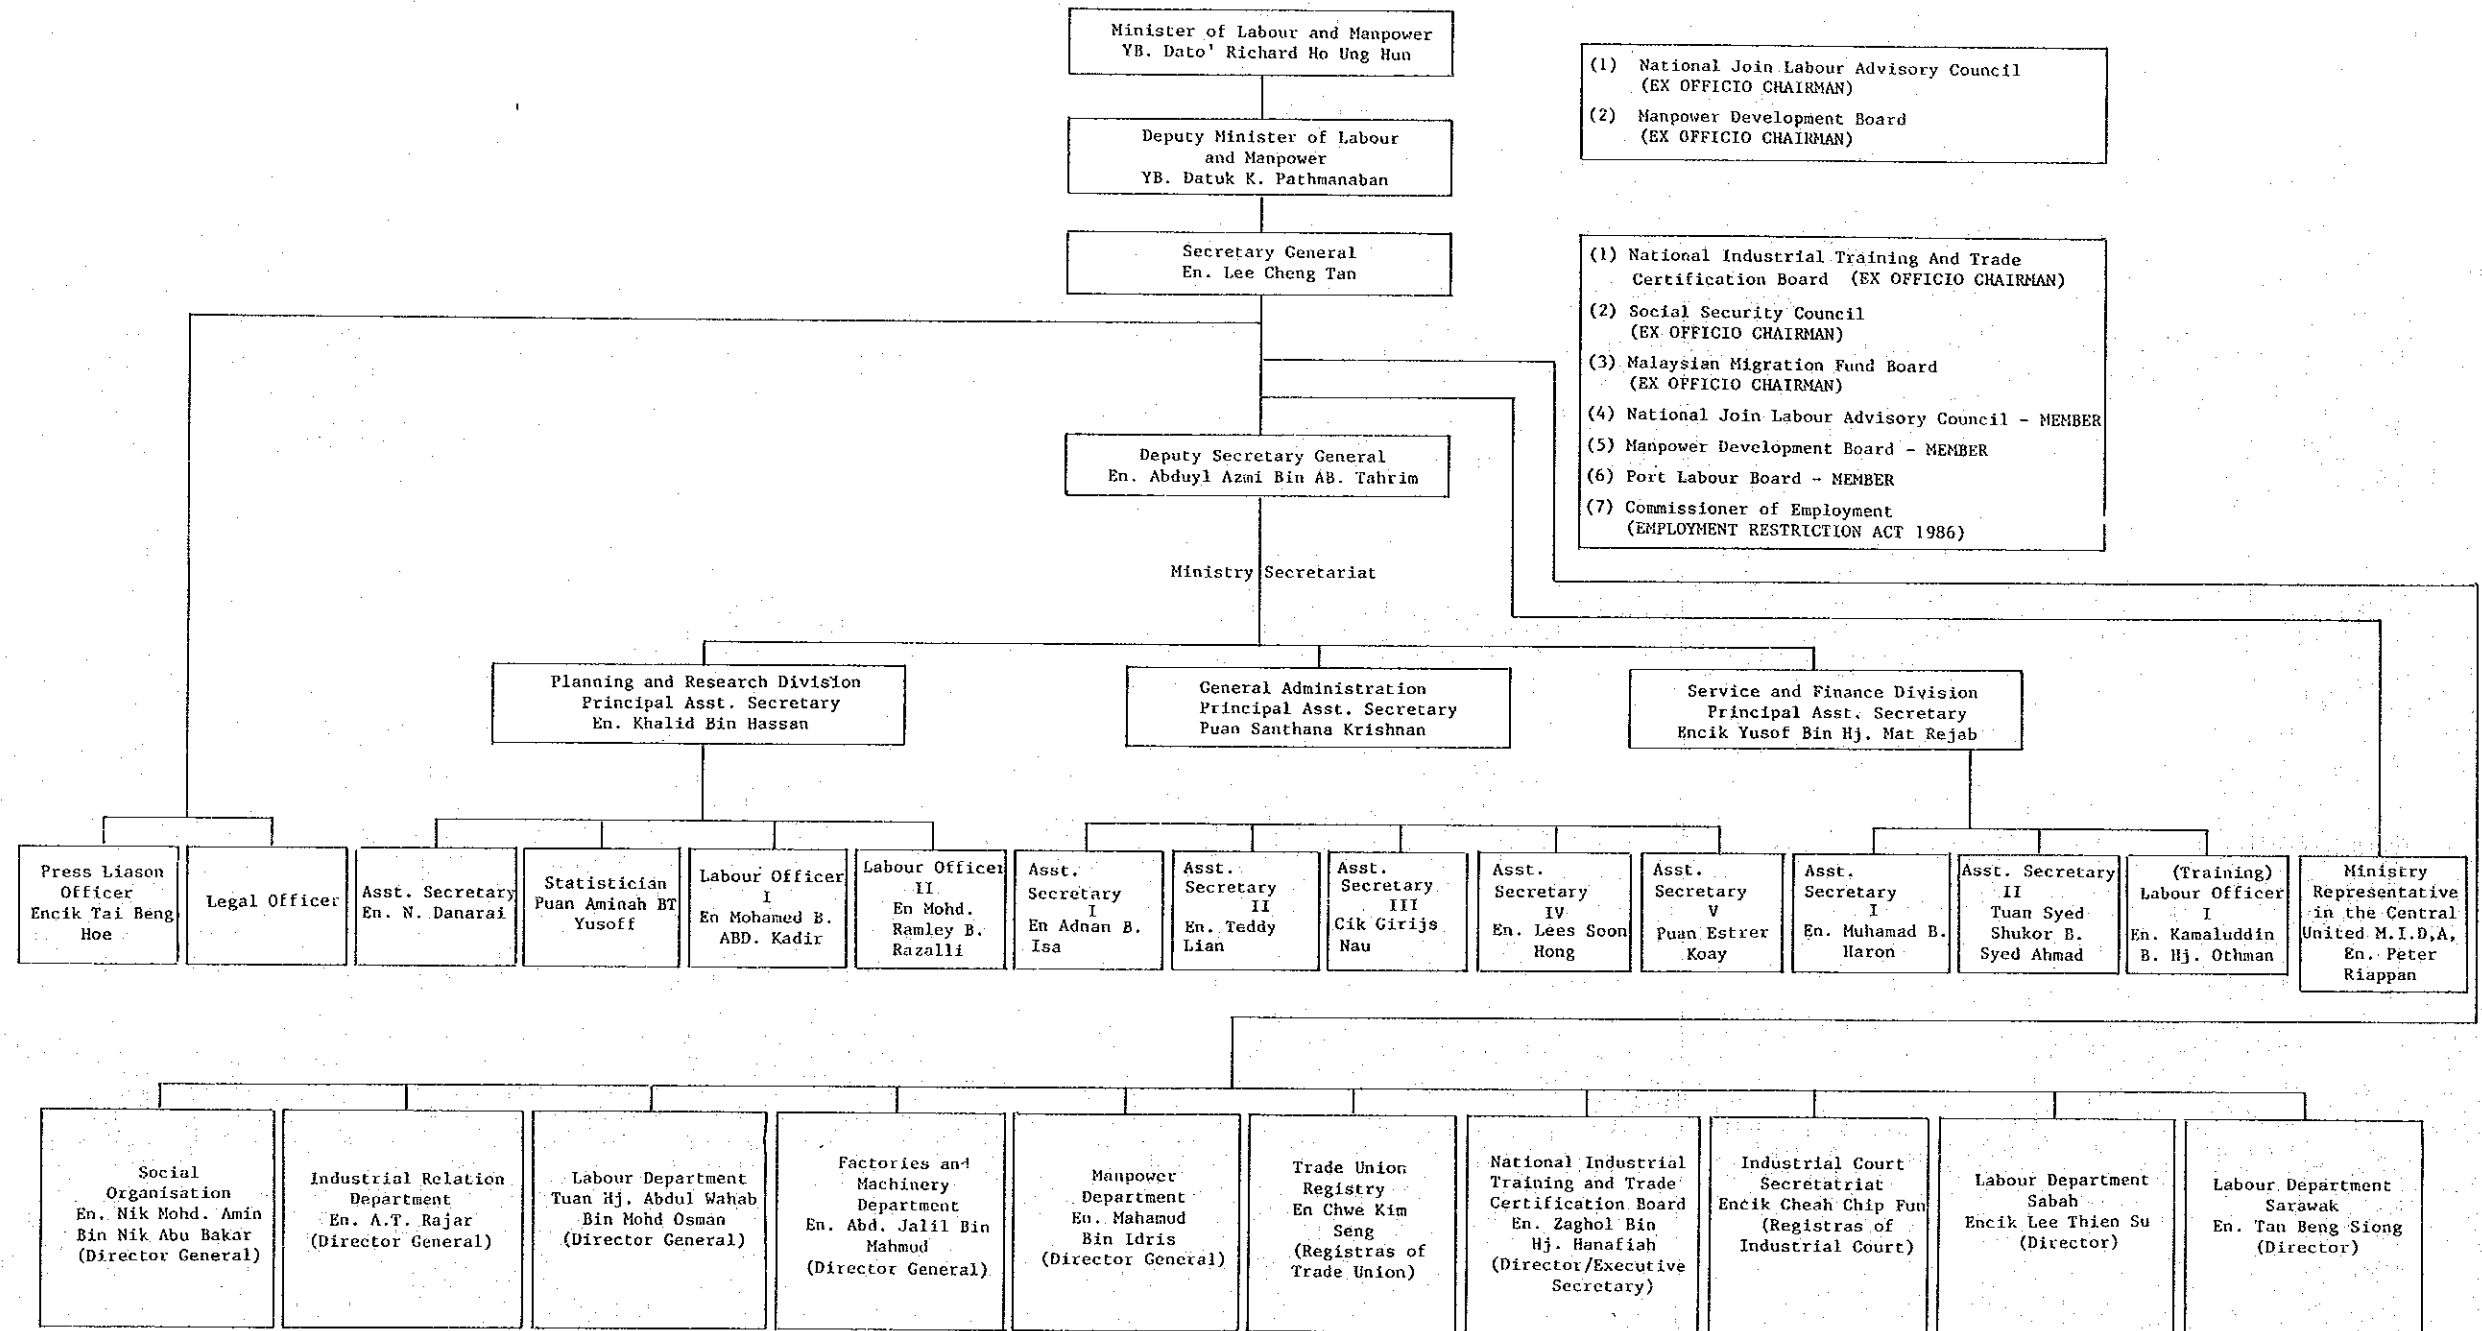 Minister of Labour and Manpower
YB. Dato' Richard Ho Ung Hun
(1) National Join Labour Advisory Council
(EX OFFICIO CHAIRMAN)
(2) Manpower Development Board
(EX OFFICIO CHAIRMAN)
Deputy Minister of Labour
and Manpower
YB. Datuk K. Pathmanaban
Secretary General
En. Lee Cheng Tan
(1) National Industrial Training And Trade
Certification Board (EX OFFICIO CHAIRMAN)
(2) Social Security Council
(EX OFFICIO CHAIRMAN)
(3) Malaysian Migration Fund Board
(EX OFFICIO CHAIRMAN)
(4) National Join Labour Advisory Council - MEMBER
(5) Manpower Development Board - MEMBER
(6) Port Labour Board - MEMBER
(7) Commissioner of Employment
(EMPLOYMENT RESTRICTION ACT 1986)
Deputy Secretary General
En. Abduyl Azmi Bin AB. Tahrim
Ministry Secretariat
Planning and Research Division
Principal Asst. Secretary
En. Khalid Bin Hassan
General Administration
Principal Asst. Secretary
Puan Santhana Krishnan
Service and Finance Division
Principal Asst. Secretary
Encik Yusof Bin Hj. Mat Rejab
Press Liason
Officer
Encik Tai Beng
Hoe
Legal Officer
Asst. Secretary
En. N. Danarai
Statistician
Puan Aminah BT
Yusoff
Labour Officer
I
En Mohamed B.
ABD. Kadir
Labour Officer
II
En Mohd.
Ramley B.
Razalli
Asst.
Secretary
I
En Adnan B.
Isa
Asst.
Secretary
II
En. Teddy
Lian
Asst.
Secretary
III
Cik Girijs
Nau
Asst.
Secretary
IV
En. Lees Soon
Hong
Asst.
Secretary
V
Puan Estrer
Koay
Asst.
Secretary
I
En. Muhamad B.
Haron
Asst. Secretary
II
Tuan Syed
Shukor B.
Syed Ahmad
(Training)
Labour Officer
I
En. Kamaluddin
B. Hj. Othman
Ministry
Representative
in the Central
United M.I.D,A,
En. Peter
Riappan
Social
Organisation
En. Nik Mohd. Amin
Bin Nik Abu Bakar
(Director General)
Industrial Relation
Department
En. A.T. Rajar
(Director General)
Labour Department
Tuan Hj. Abdul Wahab
Bin Mohd Osman
(Director General)
Factories and
Machinery
Department
En. Abd. Jalil Bin
Mahmud
(Director General)
Manpower
Department
En. Mahamud
Bin Idris
(Director General)
Trade Union
Registry
En Chwe Kim
Seng
(Registras of
Trade Union)
National Industrial
Training and Trade
Certification Board
En. Zaghol Bin
Hj. Hanafiah
(Director/Executive
Secretary)
Industrial Court
Secretatriat
Encik Cheah Chip Fun
(Registras of
Industrial Court)
Labour Department
Sabah
Encik Lee Thien Su
(Director)
Labour Department
Sarawak
En. Tan Beng Siong
(Director)